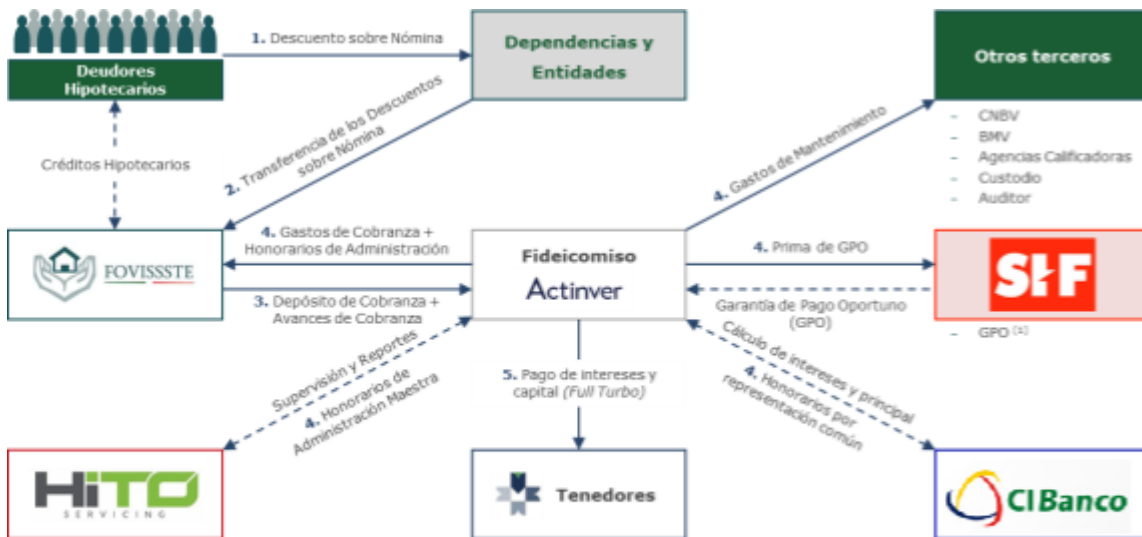 Deudores
Hipotecarios
1. Descuento sobre Nómina
Dependencias y
Entidades
Otros terceros
- CNBV
- BMV
- Agencias Calificadoras
- Custodio
- Auditor
Créditos Hipotecarios
2. Transferencia de los Descuentos
sobre Nómina
4. Gastos de Mantenimiento
FOVISSSTE
4. Gastos de Cobranza +
Honorarios de Administración
3. Depósito de Cobranza +
Avances de Cobranza
Fideicomiso
Actinver
4. Prima de GPO
Garantía de Pago Oportuno
(GPO)
SHF
- GPO [1]
Supervisión y Reportes
4. Honorarios de
Administración Maestra
5. Pago de intereses y
capital (Full Turbo)
Cálculo de intereses y principal
4. Honorarios por
representación común
HiTO
SERVICING
Tenedores
CIBanco